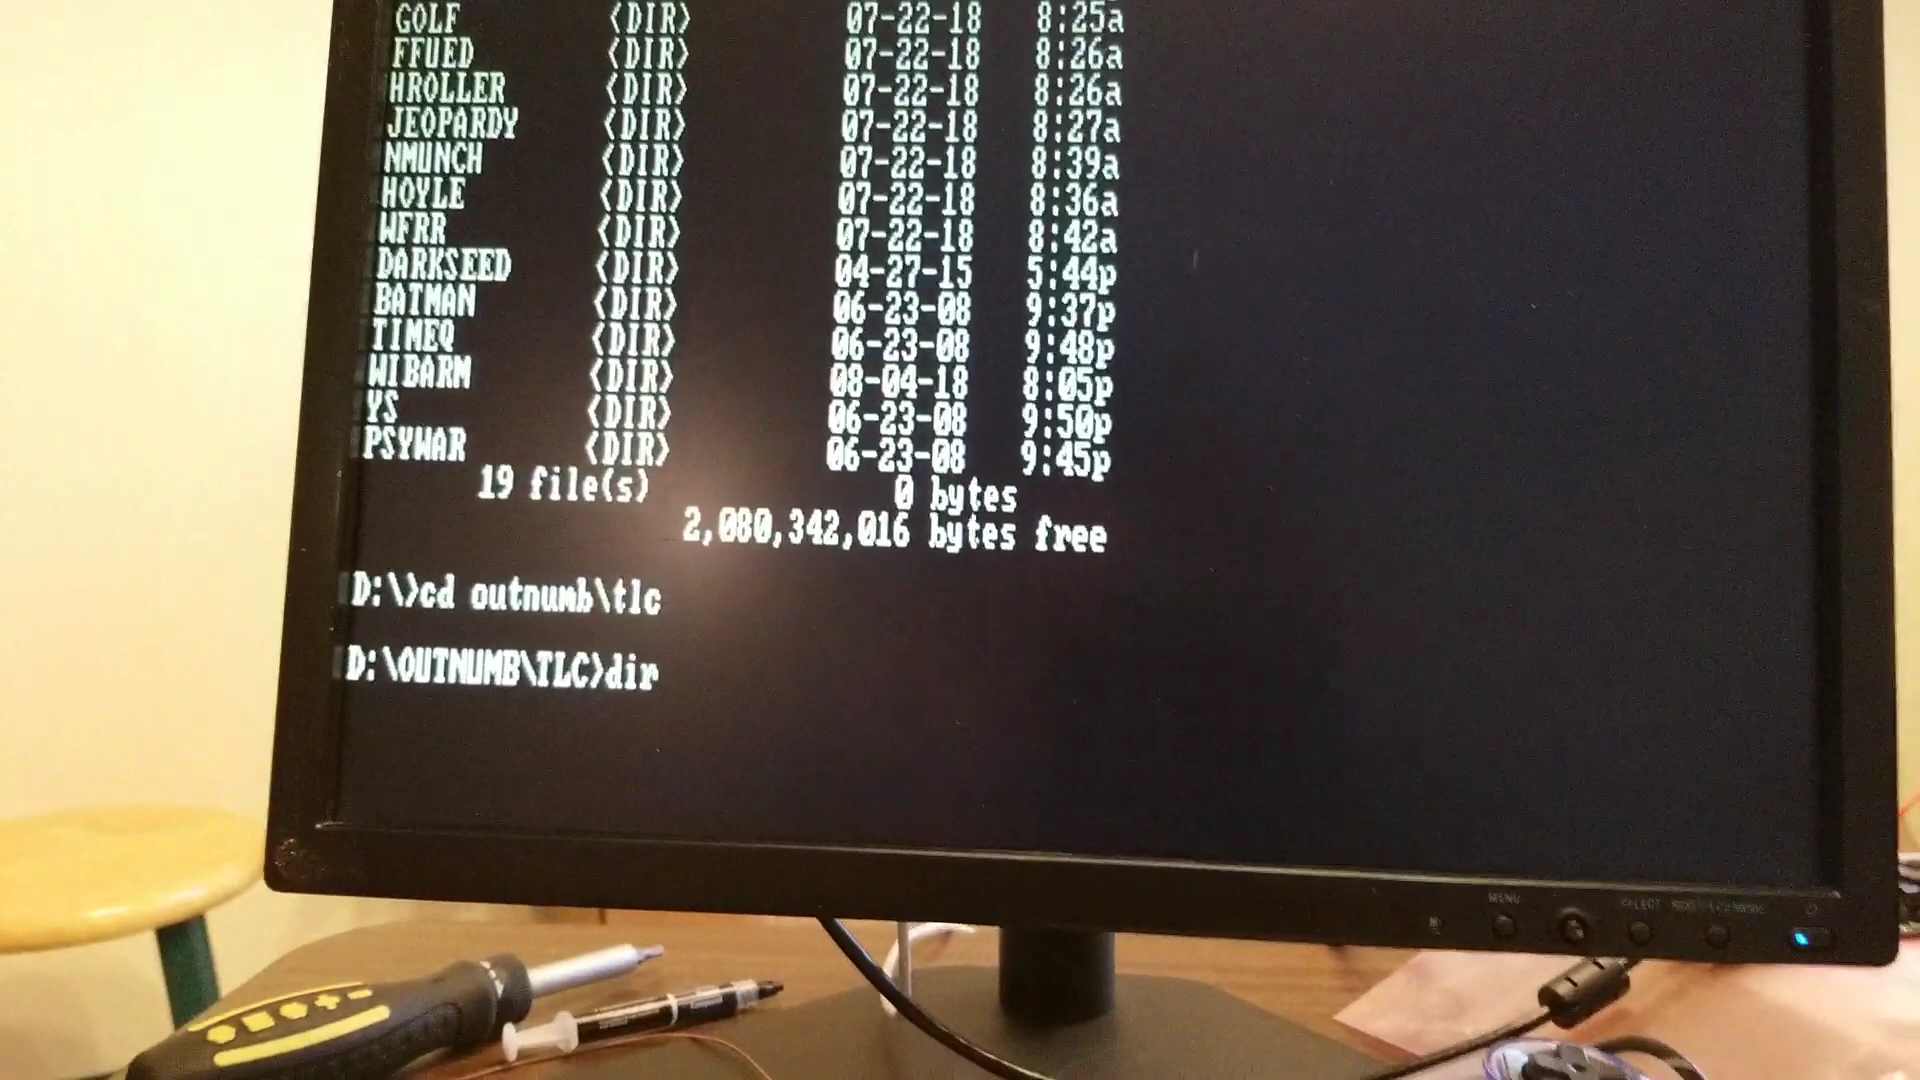 GOLF <DIR> 07-22-18 8:25a
FFUED <DIR> 07-22-18 8:26a
HROLLER <DIR> 07-22-18 8:26a
JEOPARDY <DIR> 07-22-18 8:27a
NMUNCH <DIR> 07-22-18 8:39a
HOYLE <DIR> 07-22-18 8:36a
WFRR <DIR> 07-22-18 8:42a
DARKSEED <DIR> 04-27-15 5:44p
BATMAN <DIR> 06-23-08 9:37p
TIMEQ <DIR> 06-23-08 9:48p
WIBARM <DIR> 08-04-18 8:05p
YS <DIR> 06-23-08 9:50p
PSYWAR <DIR> 06-23-08 9:45p
19 file(s) 0 bytes
2,080,342,016 bytes free
D:\>cd outnumb\tlc
D:\OUTNUMB\TLC>dir
MENU
SELECT